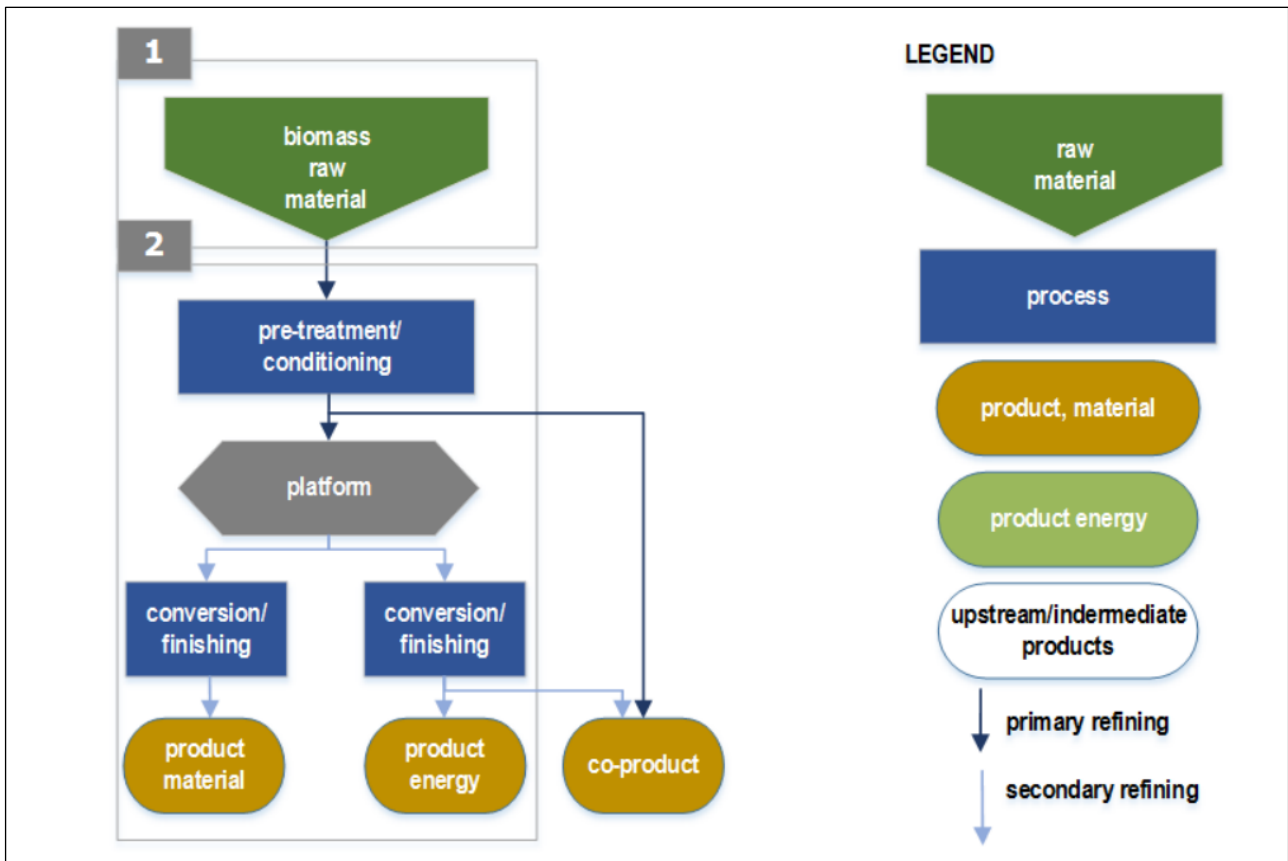 1
biomass
raw
material
2
pre-treatment/
conditioning
platform
conversion/
finishing
conversion/
finishing
product
material
product
energy
co-product
LEGEND
raw
material
process
product, material
product energy
upstream/indermediate
products
primary refining
secondary refining